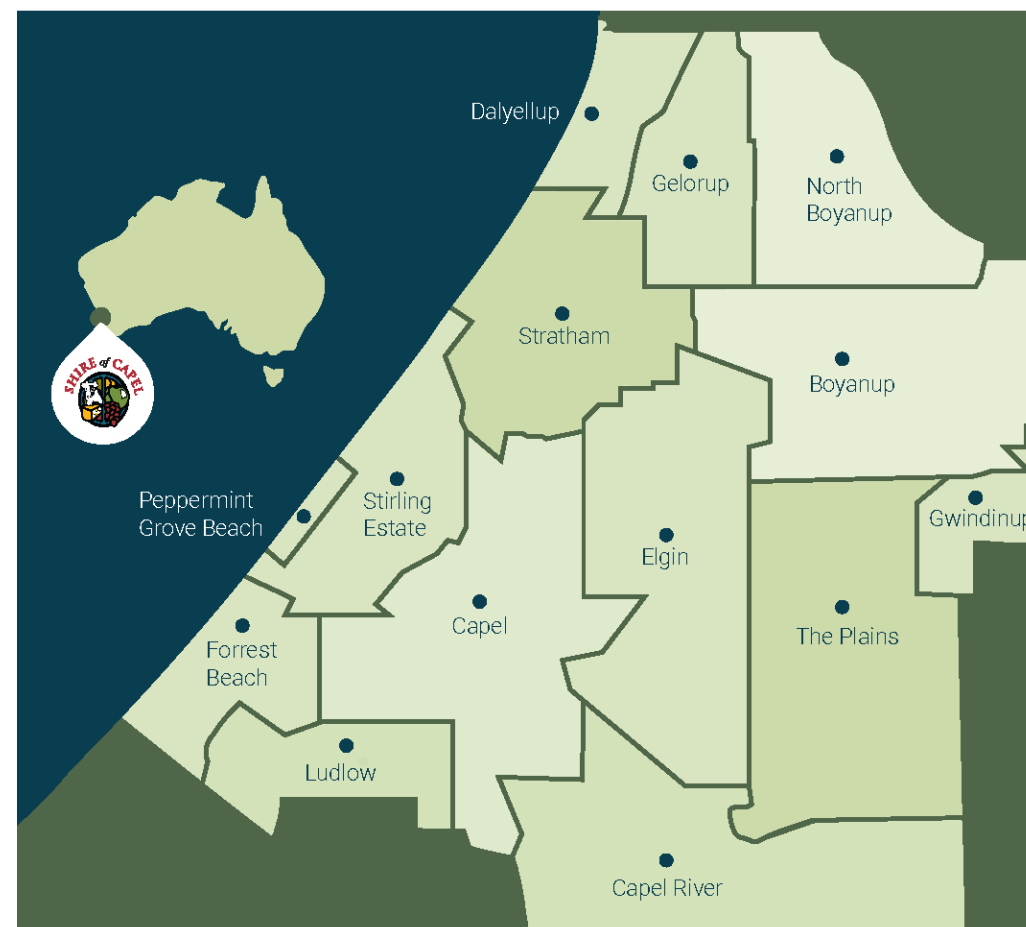 Dalyellup
Gelorup
North
Boyanup
Stratham
SHIRE of CAPEL
Boyanup
Peppermint
Grove Beach
Stirling
Estate
Gwindinup
Elgin
Capel
The Plains
Forrest
Beach
Ludlow
Capel River